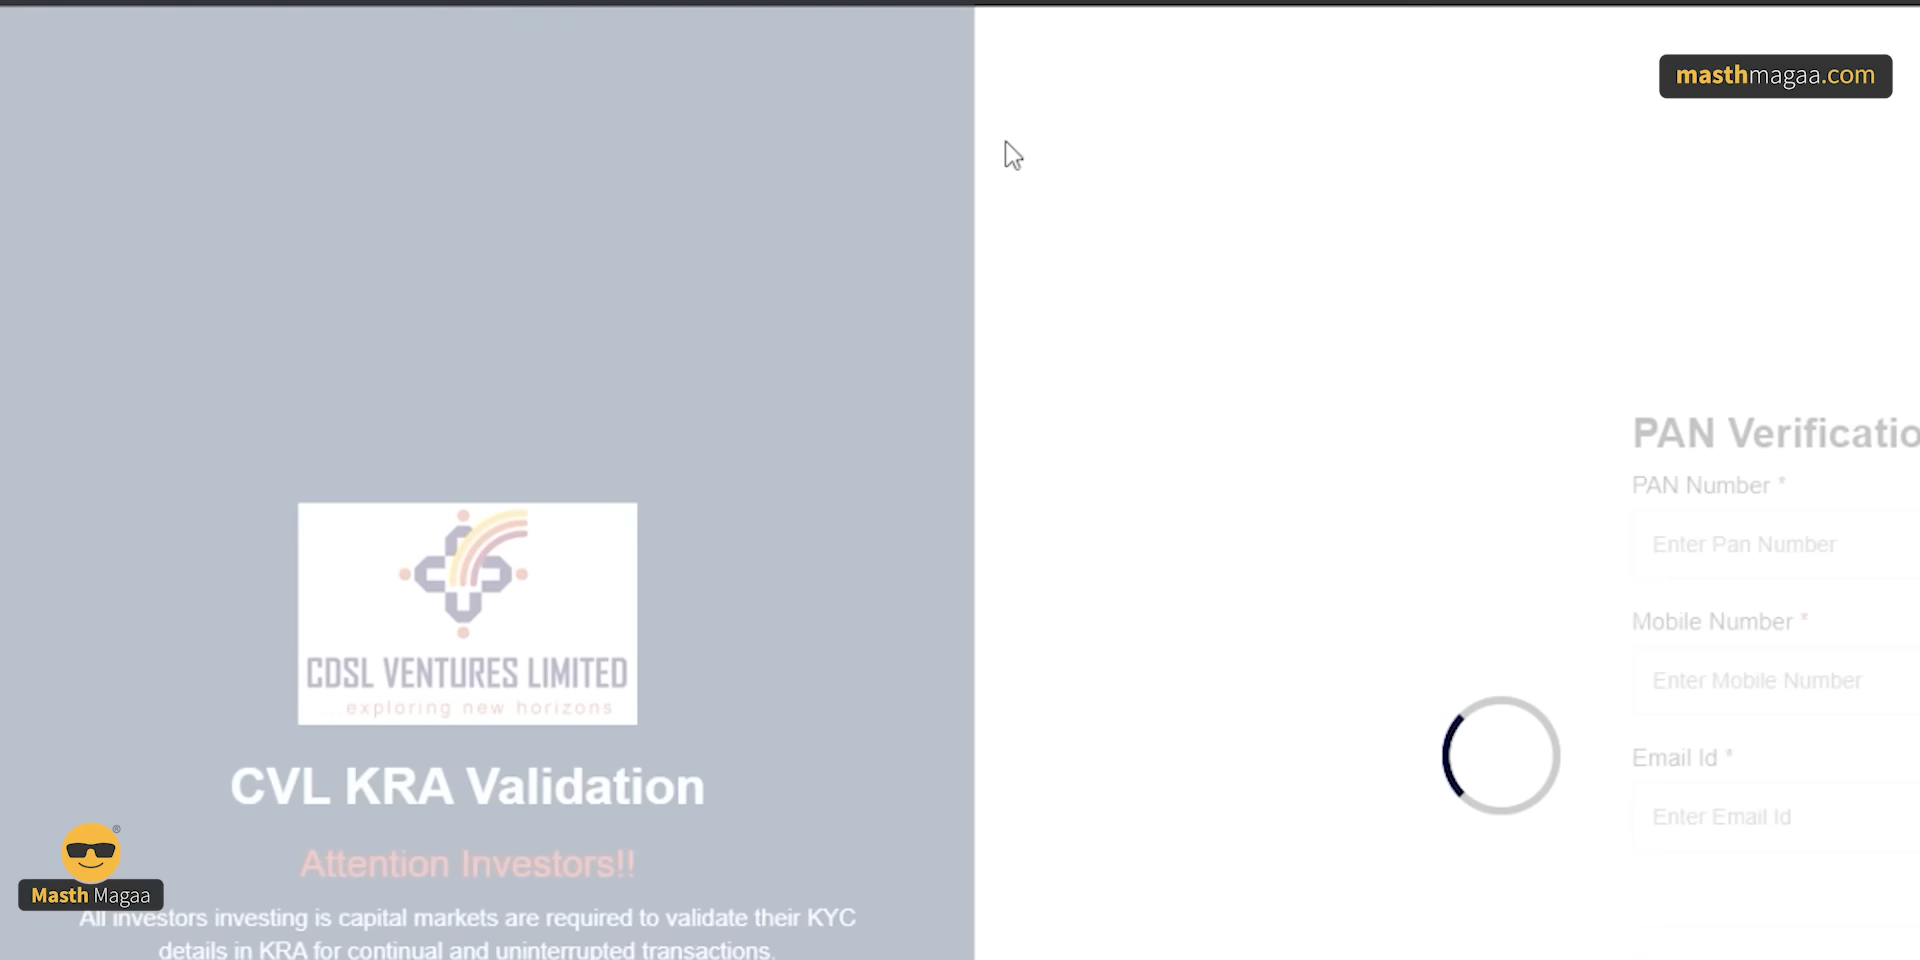 masthmagaa.com
CDSL VENTURES LIMITED
...exploring new horizons
CVL KRA Validation
Attention Investors!!
All investors investing is capital markets are required to validate their KYC
details in KRA for continual and uninterrupted transactions.
PAN Verificatio
PAN Number *
Enter Pan Number
Mobile Number *
Enter Mobile Number
Email Id *
Enter Email Id
®
Masth Magaa